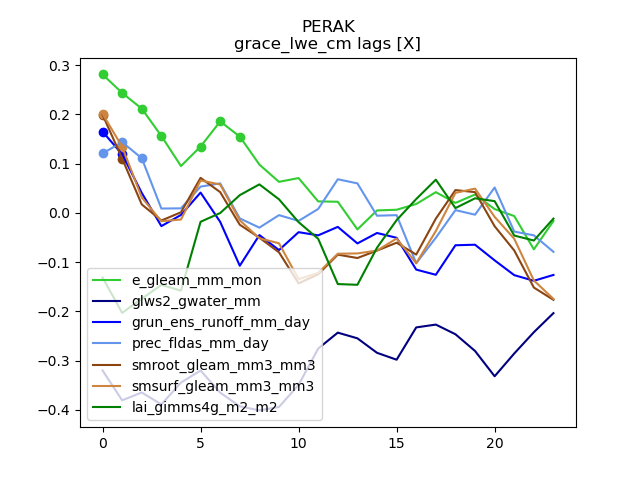 PERAK
grace_lwe_cm lags [X]
0.3
0.2
0.1
0.0
−0.1
−0.2
−0.3
−0.4
e_gleam_mm_mon
glws2_gwater_mm
grun_ens_runoff_mm_day
prec_fldas_mm_day
smroot_gleam_mm3_mm3
smsurf_gleam_mm3_mm3
lai_gimms4g_m2_m2
0 5 10 15 20